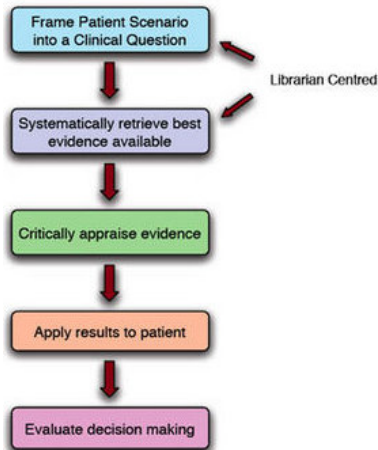 Frame Patient Scenario
into a Clinical Question
Librarian Centred
Systematically retrieve best
evidence available
Critically appraise evidence
Apply results to patient
Evaluate decision making